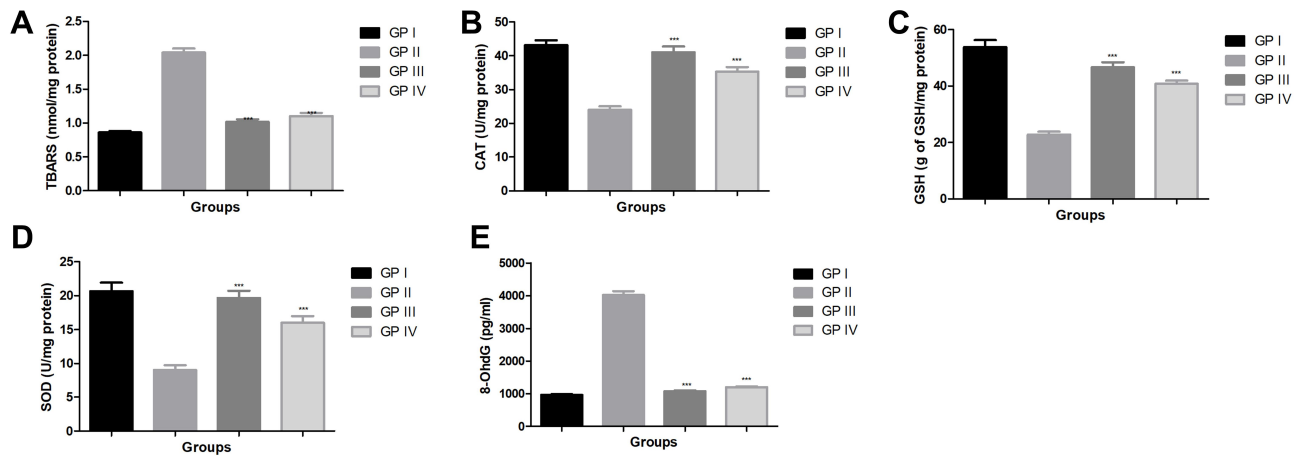 A
TBARS (nmol/mg protein)
2.5
2.0
1.5
1.0
0.5
0.0
***
***
Groups
GP I
GP II
GP III
GP IV
B
CAT (U/mg protein)
50
40
30
20
10
0
***
***
Groups
GP I
GP II
GP III
GP IV
C
GSH (g of GSH/mg protein)
60
40
20
0
***
***
Groups
GP I
GP II
GP III
GP IV
D
SOD (U/mg protein)
25
20
15
10
5
0
***
***
Groups
GP I
GP II
GP III
GP IV
E
8-OhdG (pg/ml)
5000
4000
3000
2000
1000
0
***
***
Groups
GP I
GP II
GP III
GP IV